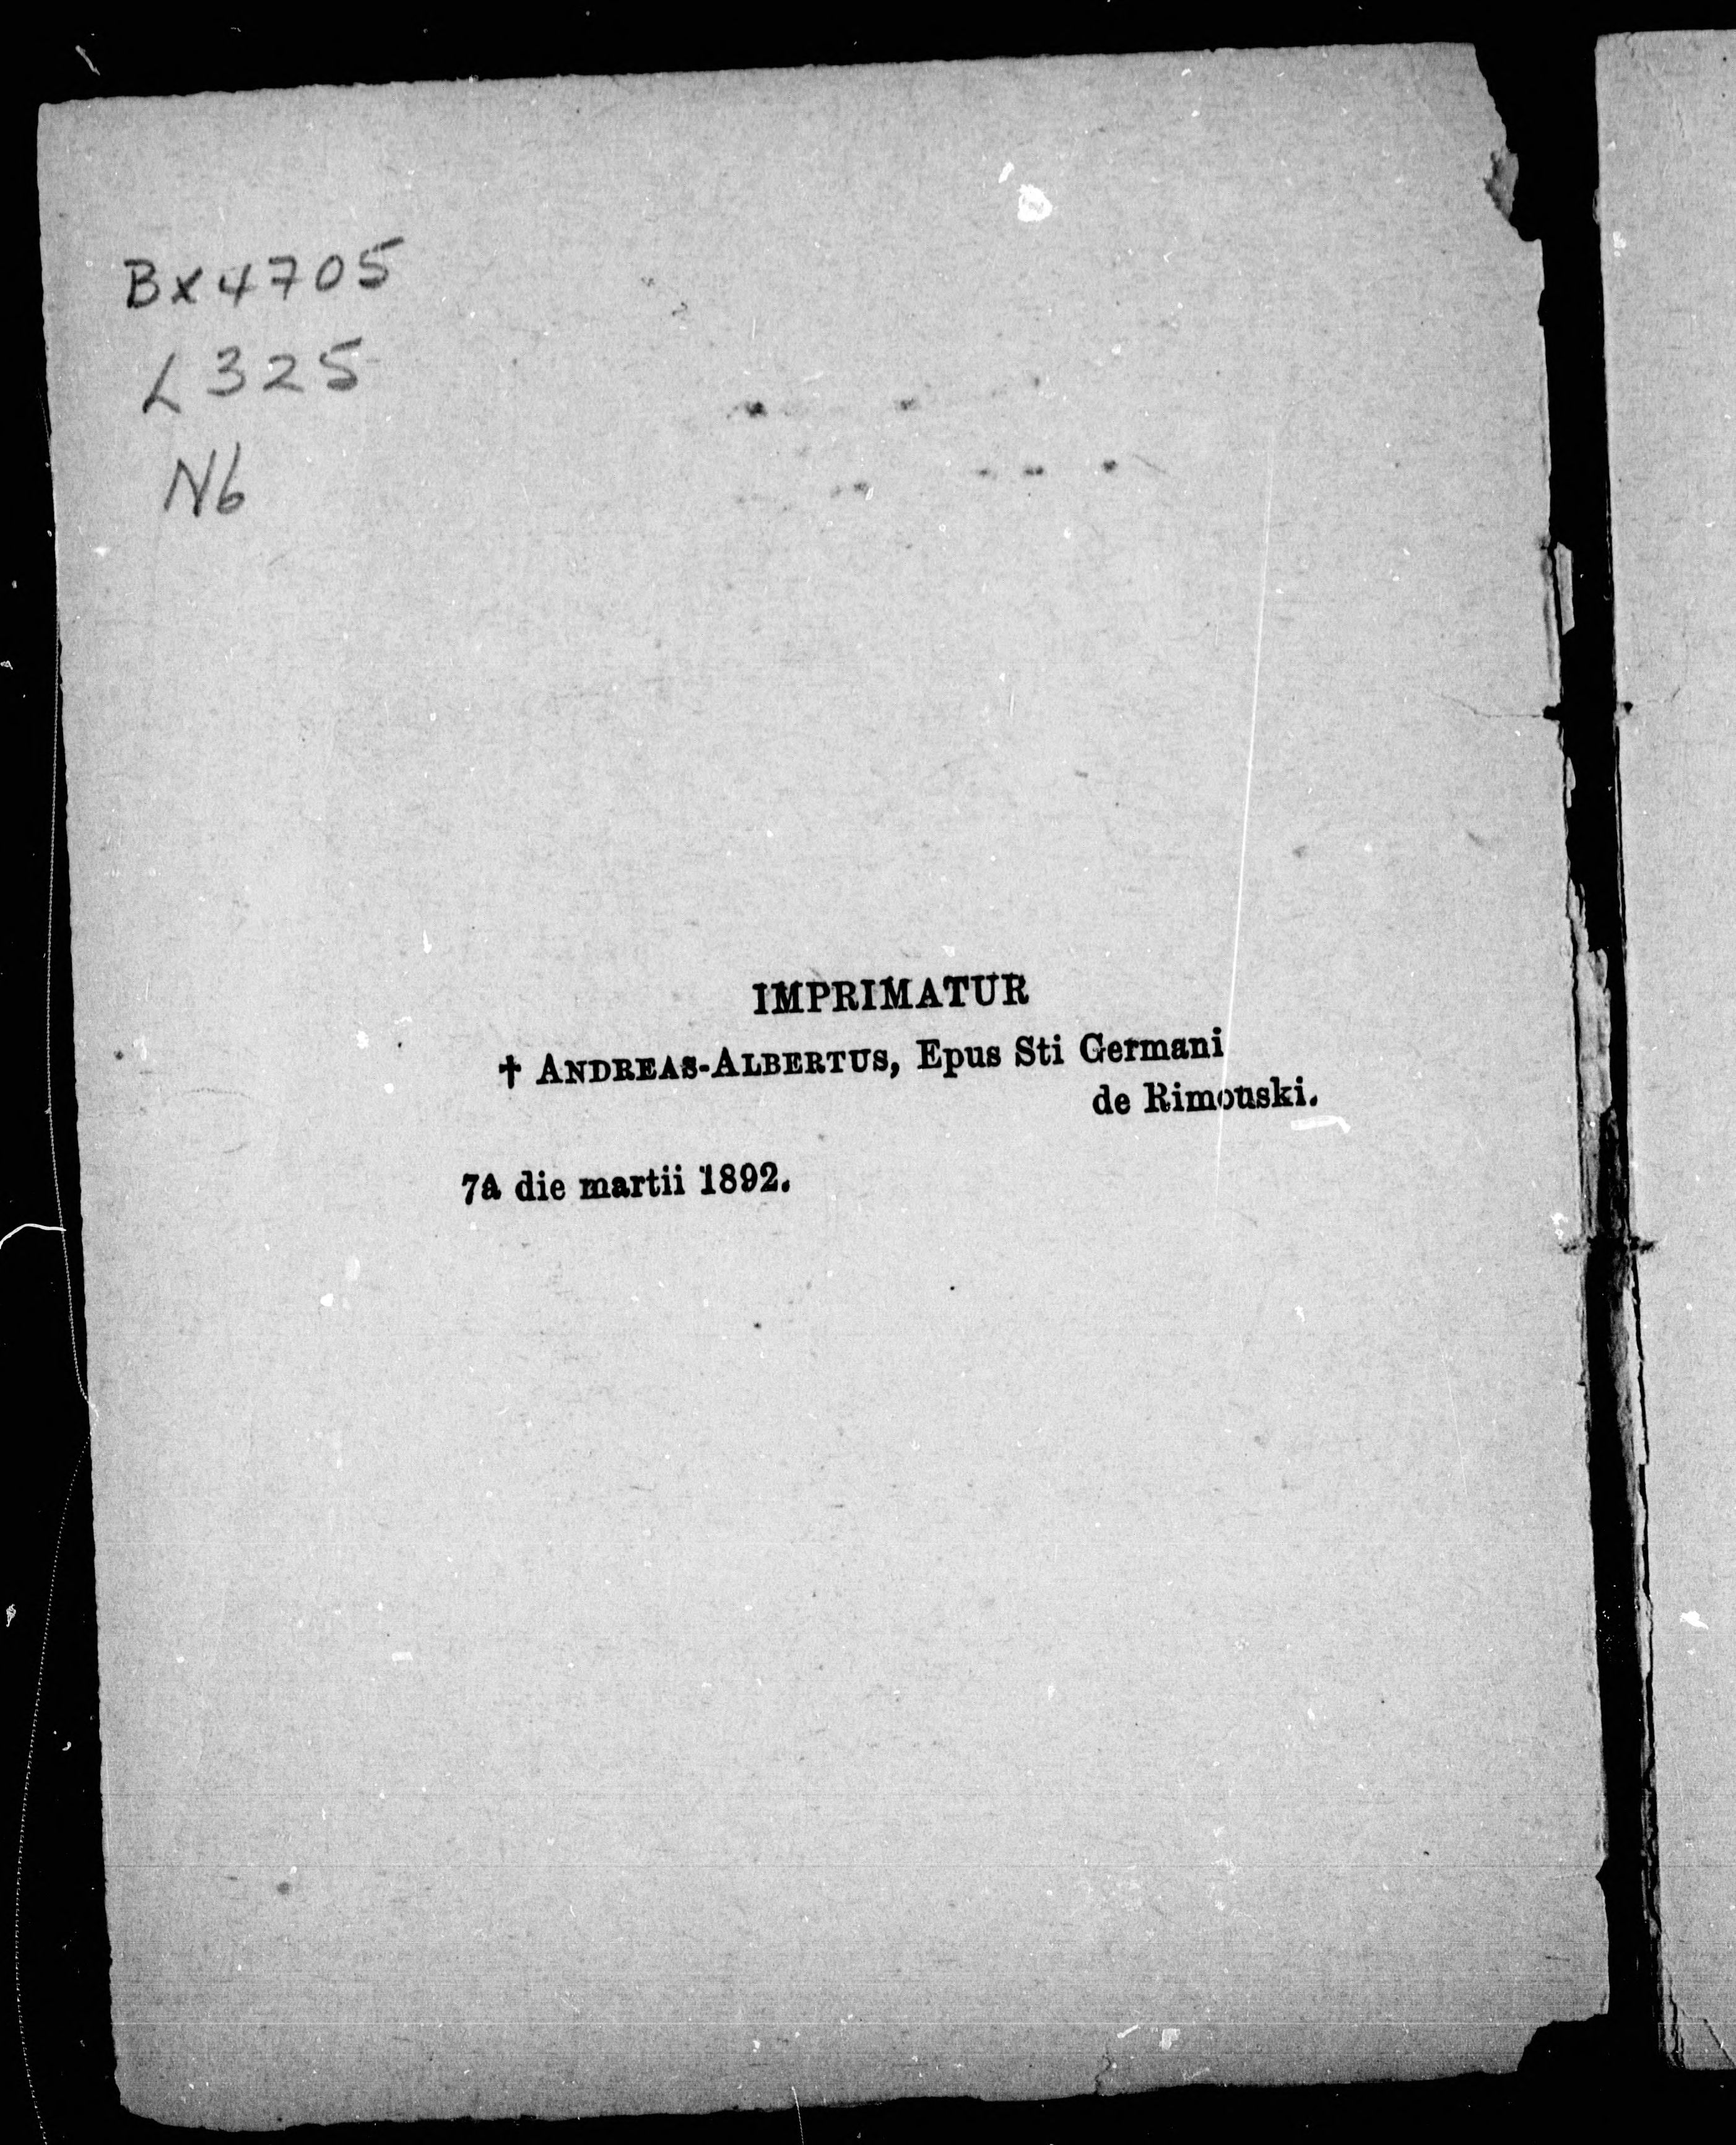 BX4705
L325
N6
IMPRIMATUR
† ANDREAS-ALBERTUS, Epus Sti Germani
de Rimouski.
7A die martii 1892.